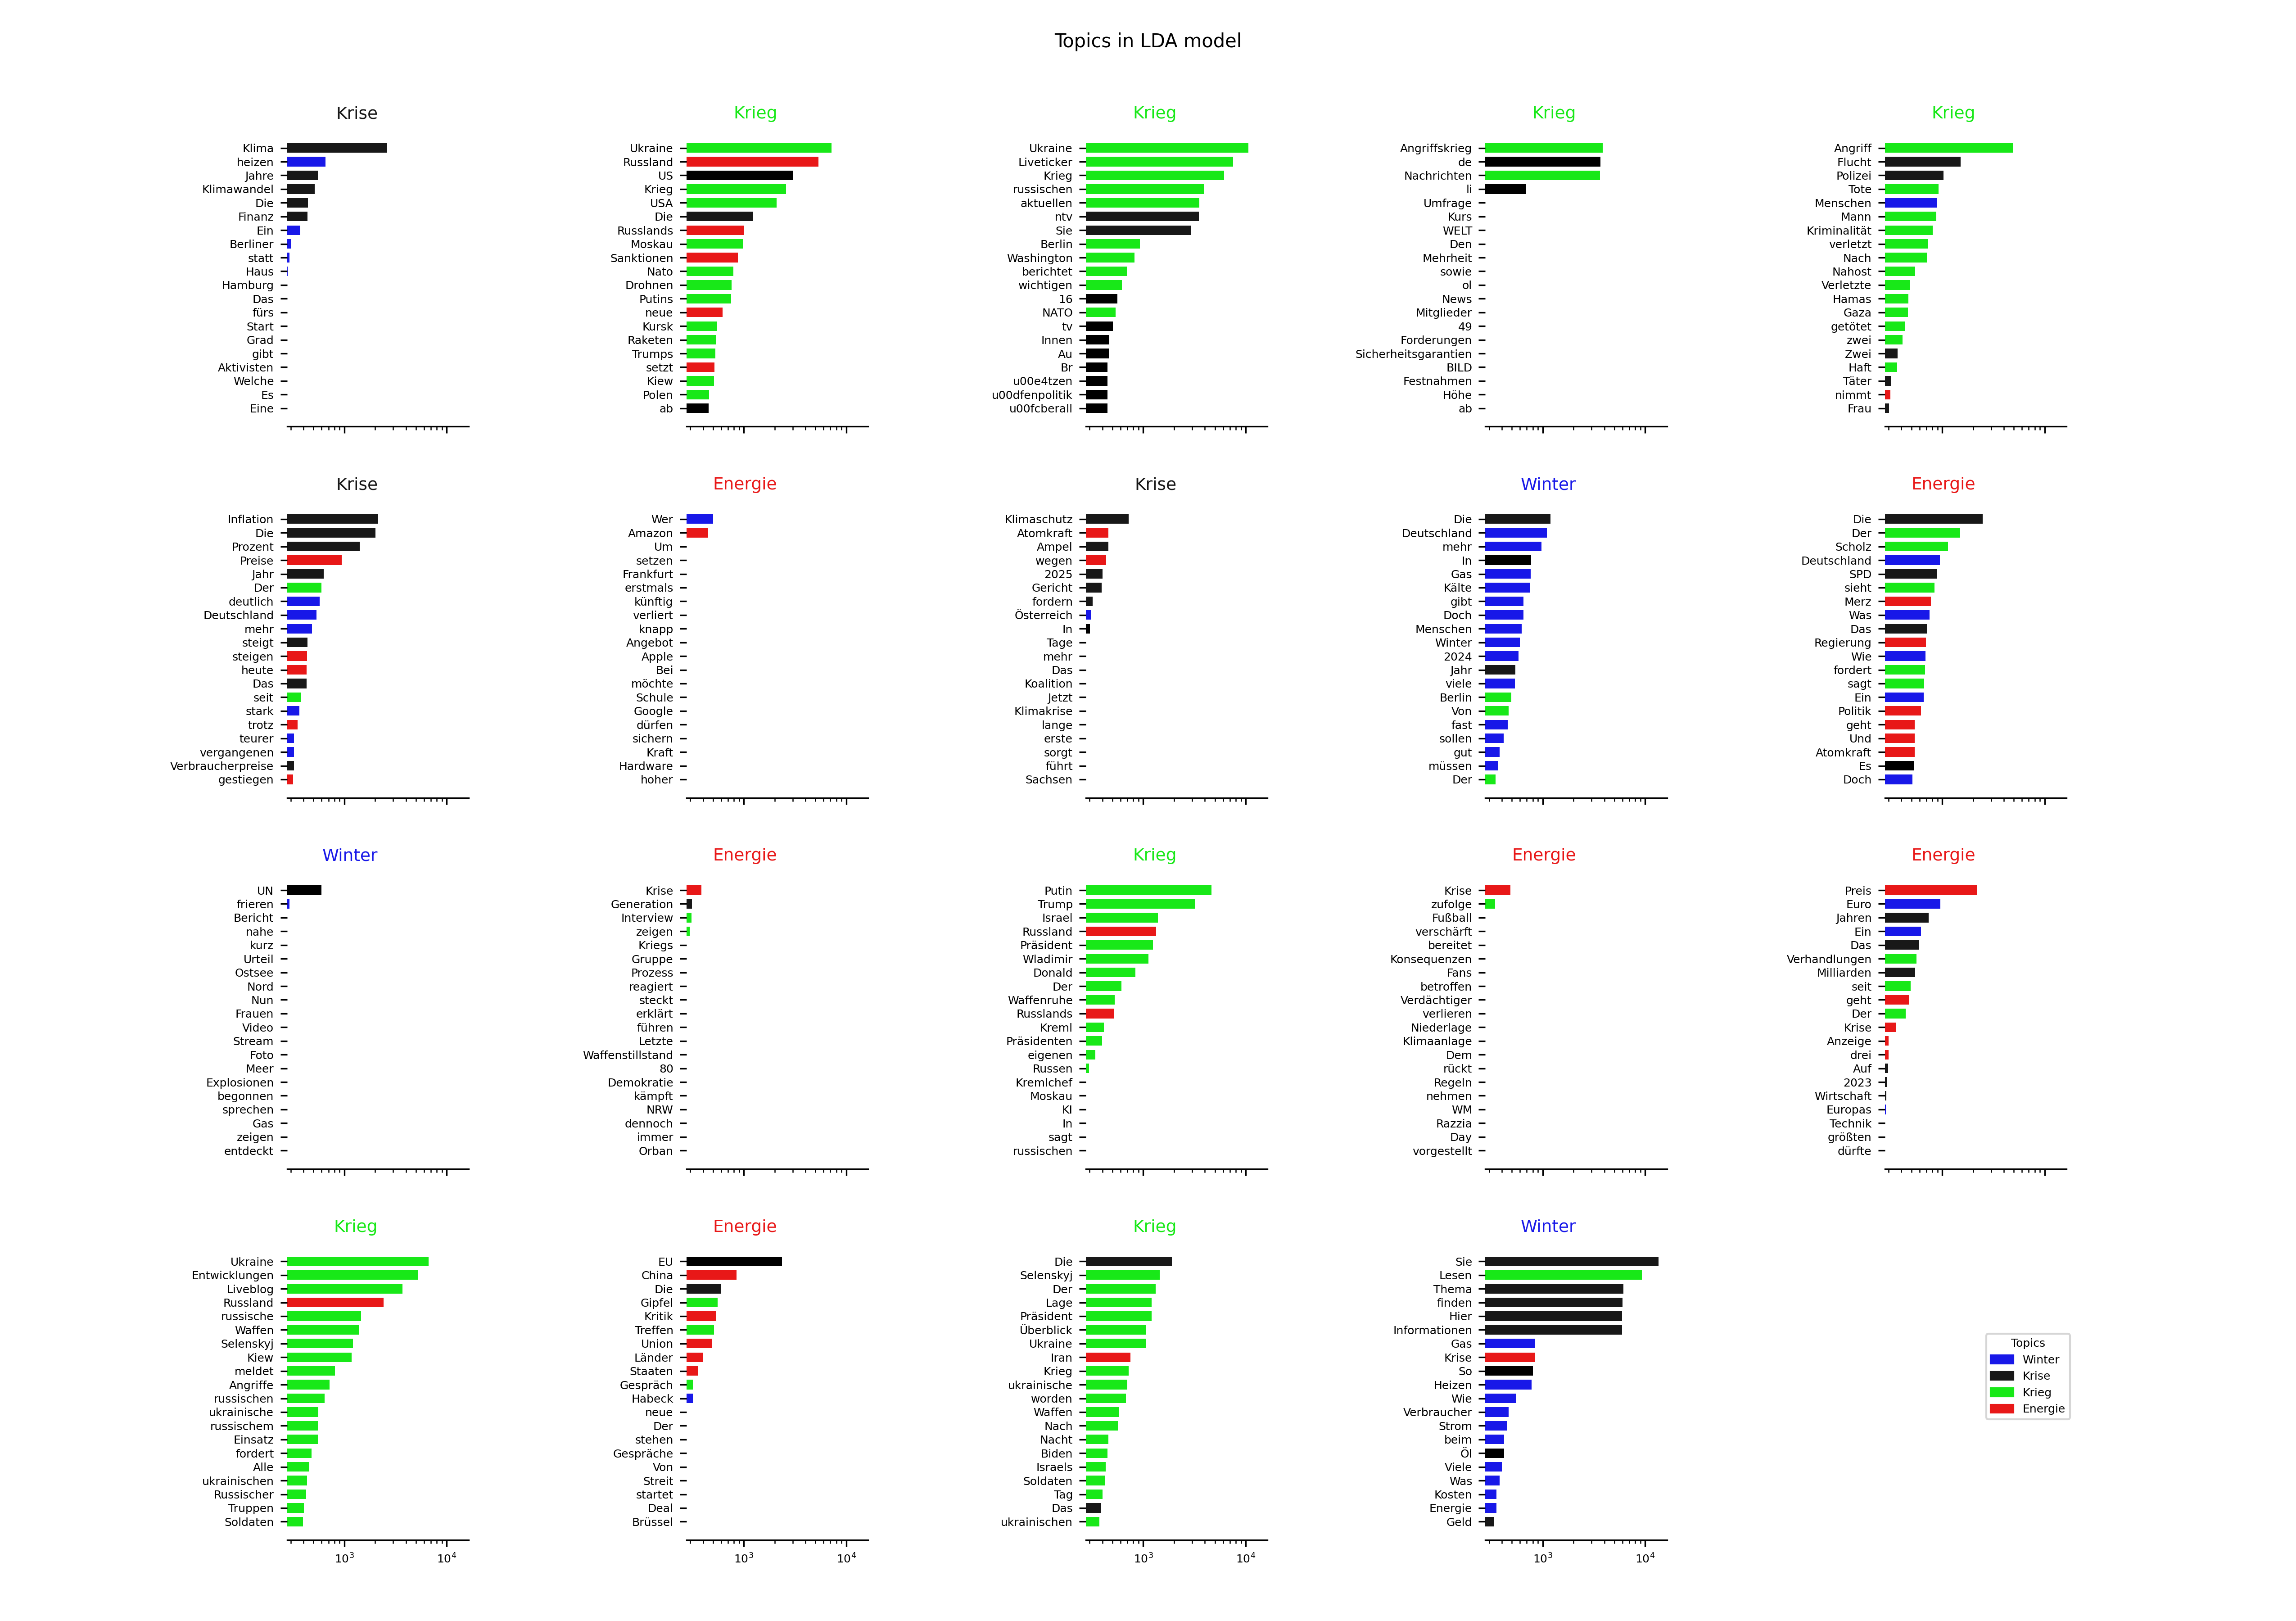 Topics in LDA model
Krise
Klima
heizen
Jahre
Klimawandel
Die
Finanz
Ein
Berliner
statt
Haus
Hamburg
Das
fürs
Start
Grad
gibt
Aktivisten
Welche
Es
Eine
Krieg
Ukraine
Russland
US
Krieg
USA
Die
Russlands
Moskau
Sanktionen
Nato
Drohnen
Putins
neue
Kursk
Raketen
Trumps
setzt
Kiew
Polen
ab
Krieg
Ukraine
Liveticker
Krieg
russischen
aktuellen
ntv
Sie
Berlin
Washington
berichtet
wichtigen
16
NATO
tv
Innen
Au
Br
u00e4tzen
u00dfenpolitik
u00fcberall
Krieg
Angriffskrieg
de
Nachrichten
li
Umfrage
Kurs
WELT
Den
Mehrheit
sowie
ol
News
Mitglieder
49
Forderungen
Sicherheitsgarantien
BILD
Festnahmen
Höhe
ab
Krieg
Angriff
Flucht
Polizei
Tote
Menschen
Mann
Kriminalität
verletzt
Nach
Nahost
Verletzte
Hamas
Gaza
getötet
zwei
Zwei
Haft
Täter
nimmt
Frau
Krise
Inflation
Die
Prozent
Preise
Jahr
Der
deutlich
Deutschland
mehr
steigt
steigen
heute
Das
seit
stark
trotz
teurer
vergangenen
Verbraucherpreise
gestiegen
Energie
Wer
Amazon
Um
setzen
Frankfurt
erstmals
künftig
verliert
knapp
Angebot
Apple
Bei
möchte
Schule
Google
dürfen
sichern
Kraft
Hardware
hoher
Krise
Klimaschutz
Atomkraft
Ampel
wegen
2025
Gericht
fordern
Österreich
In
Tage
mehr
Das
Koalition
Jetzt
Klimakrise
lange
erste
sorgt
führt
Sachsen
Winter
Die
Deutschland
mehr
In
Gas
Kälte
gibt
Doch
Menschen
Winter
2024
Jahr
viele
Berlin
Von
fast
sollen
gut
müssen
Der
Energie
Die
Der
Scholz
Deutschland
SPD
sieht
Merz
Was
Das
Regierung
Wie
fordert
sagt
Ein
Politik
geht
Und
Atomkraft
Es
Doch
Winter
UN
frieren
Bericht
nahe
kurz
Urteil
Ostsee
Nord
Nun
Frauen
Video
Stream
Foto
Meer
Explosionen
begonnen
sprechen
Gas
zeigen
entdeckt
Energie
Krise
Generation
Interview
zeigen
Kriegs
Gruppe
Prozess
reagiert
steckt
erklärt
führen
Letzte
Waffenstillstand
80
Demokratie
kämpft
NRW
dennoch
immer
Orban
Krieg
Putin
Trump
Israel
Russland
Präsident
Wladimir
Donald
Der
Waffenruhe
Russlands
Kreml
Präsidenten
eigenen
Russen
Kremlchef
Moskau
KI
In
sagt
russischen
Energie
Krise
zufolge
Fußball
verschärft
bereitet
Konsequenzen
Fans
betroffen
Verdächtiger
verlieren
Niederlage
Klimaanlage
Dem
rückt
Regeln
nehmen
WM
Razzia
Day
vorgestellt
Energie
Preis
Euro
Jahren
Ein
Das
Verhandlungen
Milliarden
seit
geht
Der
Krise
Anzeige
drei
Auf
2023
Wirtschaft
Europas
Technik
größten
dürfte
Krieg
Ukraine
Entwicklungen
Liveblog
Russland
russische
Waffen
Selenskyj
Kiew
meldet
Angriffe
russischen
ukrainische
russischem
Einsatz
fordert
Alle
ukrainischen
Russischer
Truppen
Soldaten
10³ 10⁴
Energie
EU
China
Die
Gipfel
Kritik
Treffen
Union
Länder
Staaten
Gespräch
Habeck
neue
Der
stehen
Gespräche
Von
Streit
startet
Deal
Brüssel
10³ 10⁴
Krieg
Die
Selenskyj
Der
Lage
Präsident
Überblick
Ukraine
Iran
Krieg
ukrainische
worden
Waffen
Nach
Nacht
Biden
Israels
Soldaten
Tag
Das
ukrainischen
10³ 10⁴
Winter
Sie
Lesen
Thema
finden
Hier
Informationen
Gas
Krise
So
Heizen
Wie
Verbraucher
Strom
beim
Öl
Viele
Was
Kosten
Energie
Geld
10³ 10⁴
Topics
Winter
Krise
Krieg
Energie